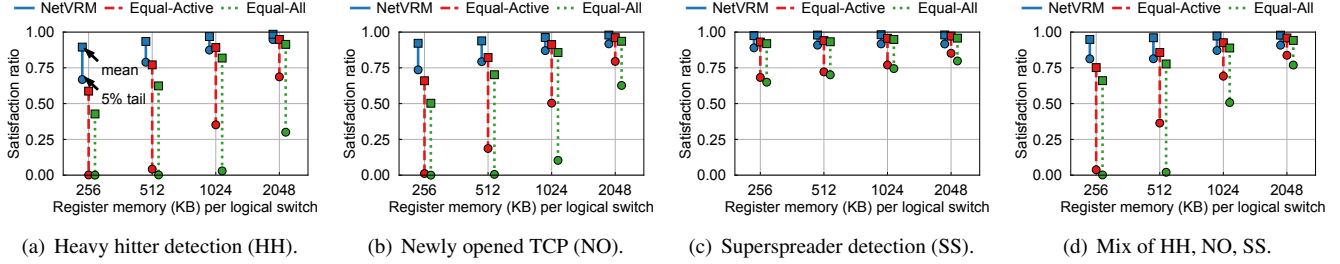 NetVRM Equal-Active Equal-All
Satisfaction ratio
1.00
0.75
0.50
0.25
0.00
mean
5% tail
256 512 1024 2048
Register memory (KB) per logical switch
(a) Heavy hitter detection (HH).
NetVRM Equal-Active Equal-All
Satisfaction ratio
1.00
0.75
0.50
0.25
0.00
256 512 1024 2048
Register memory (KB) per logical switch
(b) Newly opened TCP (NO).
NetVRM Equal-Active Equal-All
Satisfaction ratio
1.00
0.75
0.50
0.25
0.00
256 512 1024 2048
Register memory (KB) per logical switch
(c) Superspreader detection (SS).
NetVRM Equal-Active Equal-All
Satisfaction ratio
1.00
0.75
0.50
0.25
0.00
256 512 1024 2048
Register memory (KB) per logical switch
(d) Mix of HH, NO, SS.